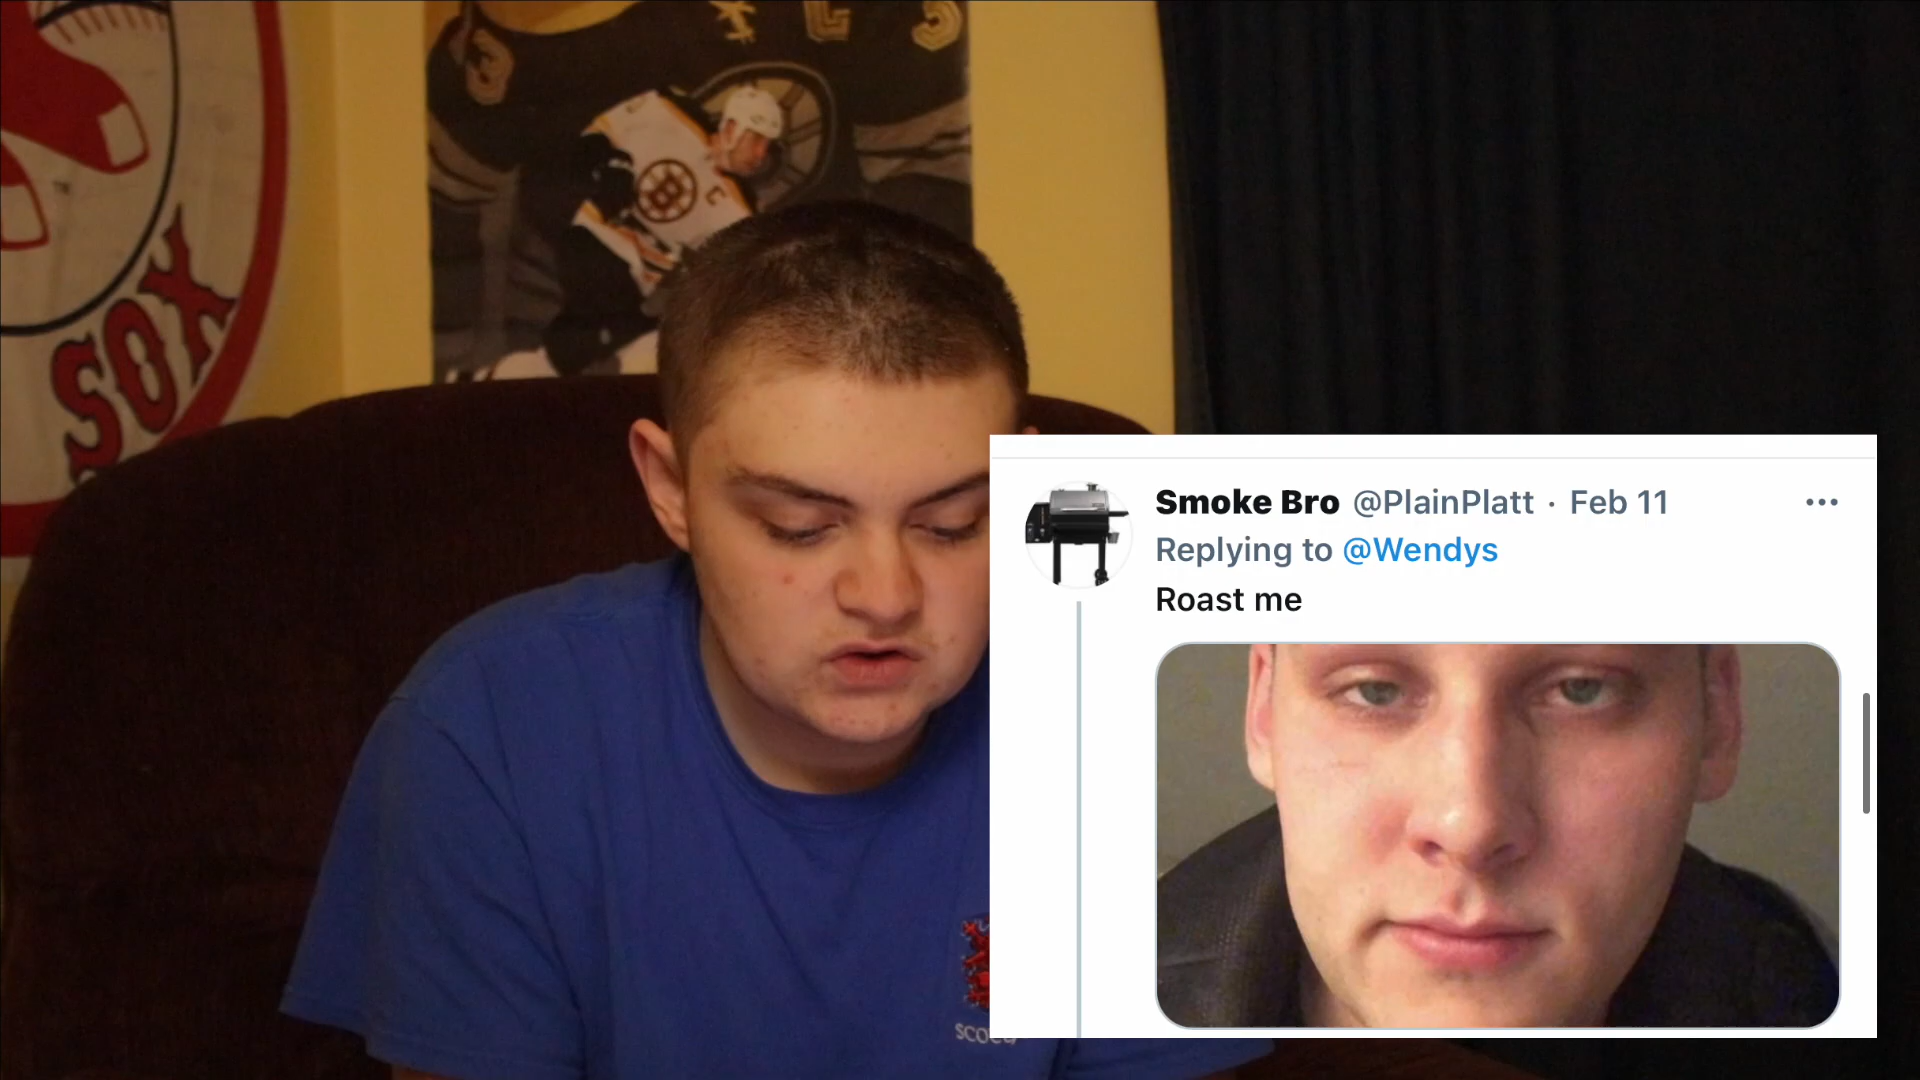 SOX
B
C
Smoke Bro @PlainPlatt · Feb 11
Replying to @Wendys
Roast me